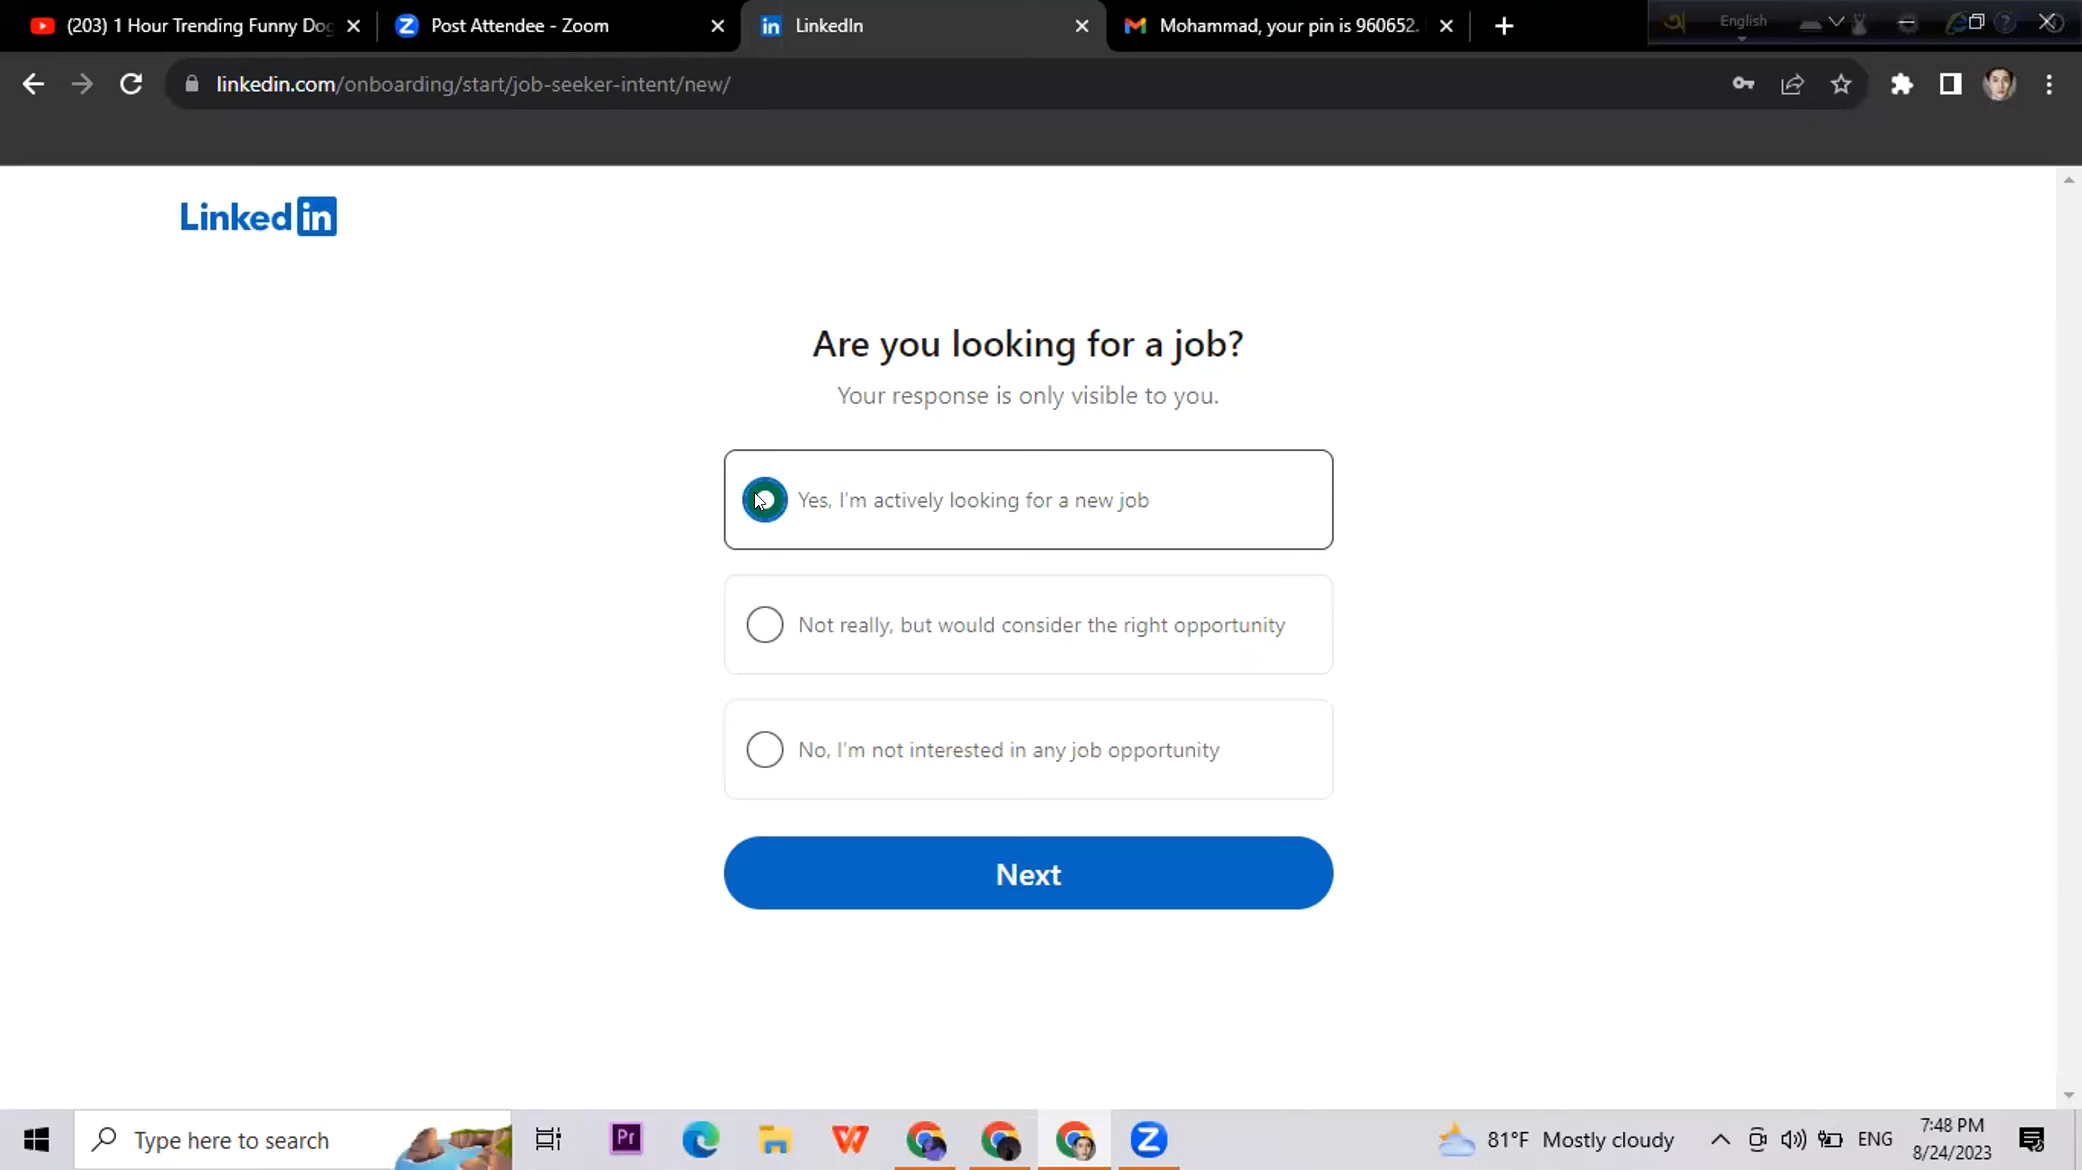 (203) 1 Hour Trending Funny Dog
Post Attendee - Zoom
LinkedIn
Mohammad, your pin is 960652.
English
linkedin.com/onboarding/start/job-seeker-intent/new/
Linkedin
Are you looking for a job?
Your response is only visible to you.
Yes, I'm actively looking for a new job
Not really, but would consider the right opportunity
No, I'm not interested in any job opportunity
Next
Type here to search
Pr
81°F Mostly cloudy
ENG
7:48 PM
8/24/2023